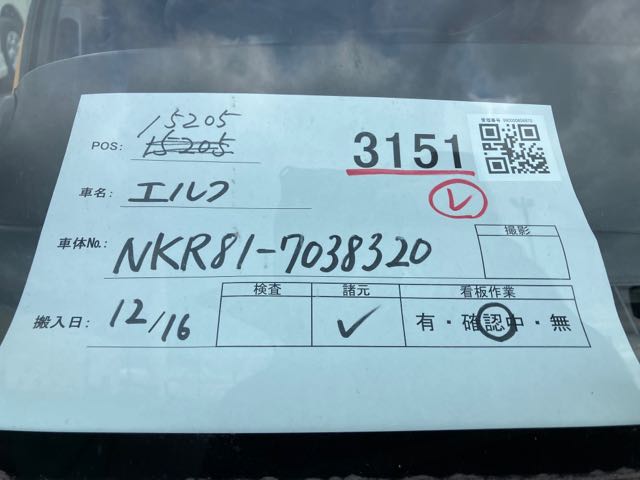 15205
POS: 15205
3151
車名: エルフ
レ
車体No.: NKR81-7038320
撮影
搬入日: 12/16
検査 諸元 看板作業
✓ 有・確認中・無